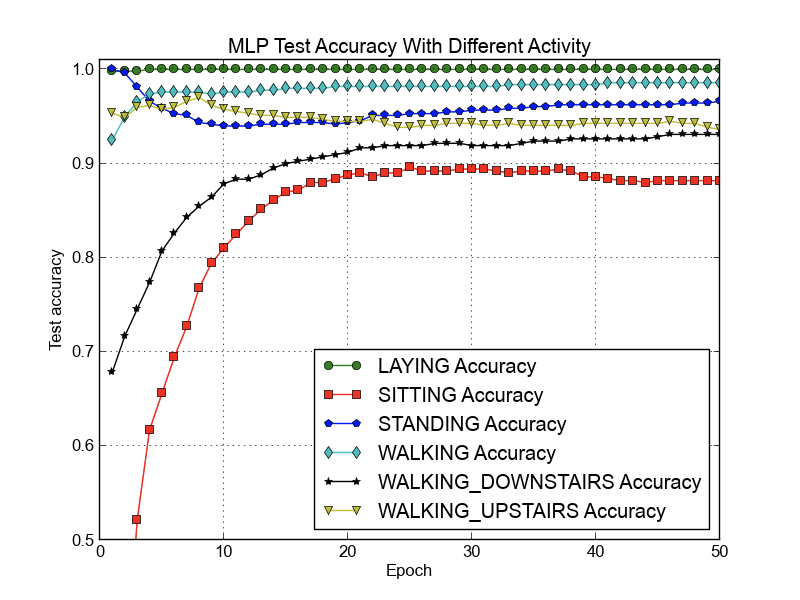 MLP Test Accuracy With Different Activity
1.0
0.9
0.8
0.7
0.6
0.5
Test accuracy
LAYING Accuracy
SITTING Accuracy
STANDING Accuracy
WALKING Accuracy
WALKING_DOWNSTAIRS Accuracy
WALKING_UPSTAIRS Accuracy
0 10 20 30 40 50
Epoch